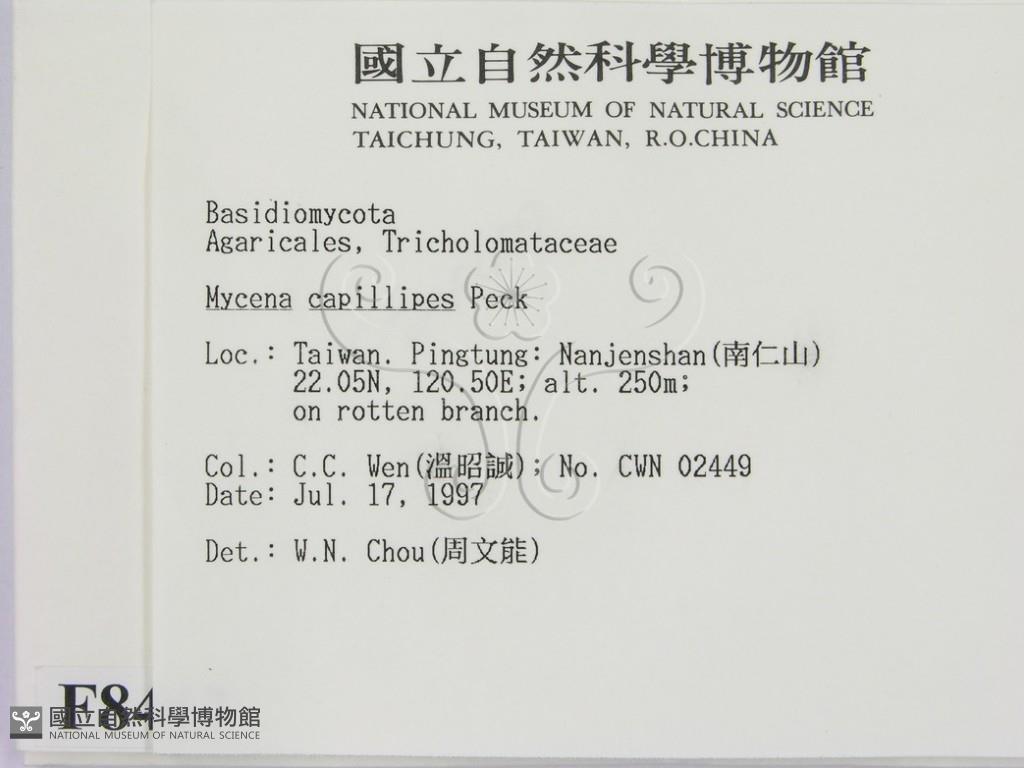 國立自然科學博物館
NATIONAL MUSEUM OF NATURAL SCIENCE
TAICHUNG, TAIWAN, R.O.CHINA
Basidiomycota
Agaricales, Tricholomataceae
Mycena capillipes Peck
Loc.: Taiwan. Pingtung: Nanjenshan(南仁山)
22.05N, 120.50E; alt. 250m;
on rotten branch.
Col.: C.C. Wen(溫昭誠); No. CWN 02449
Date: Jul. 17, 1997
Det.: W.N. Chou(周文能)
F84
國立自然科學博物館
NATIONAL MUSEUM OF NATURAL SCIENCE